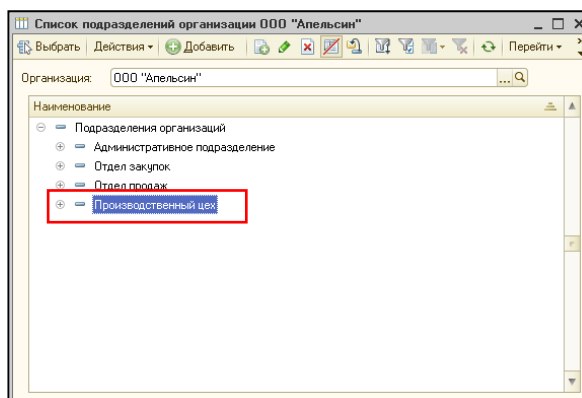 Список подразделений организации ООО "Апельсин"
Выбрать Действия Добавить Перейти
Организация: ООО "Апельсин" ...
Наименование
Подразделения организаций
Административное подразделение
Отдел закупок
Отдел продаж
Производственный цех